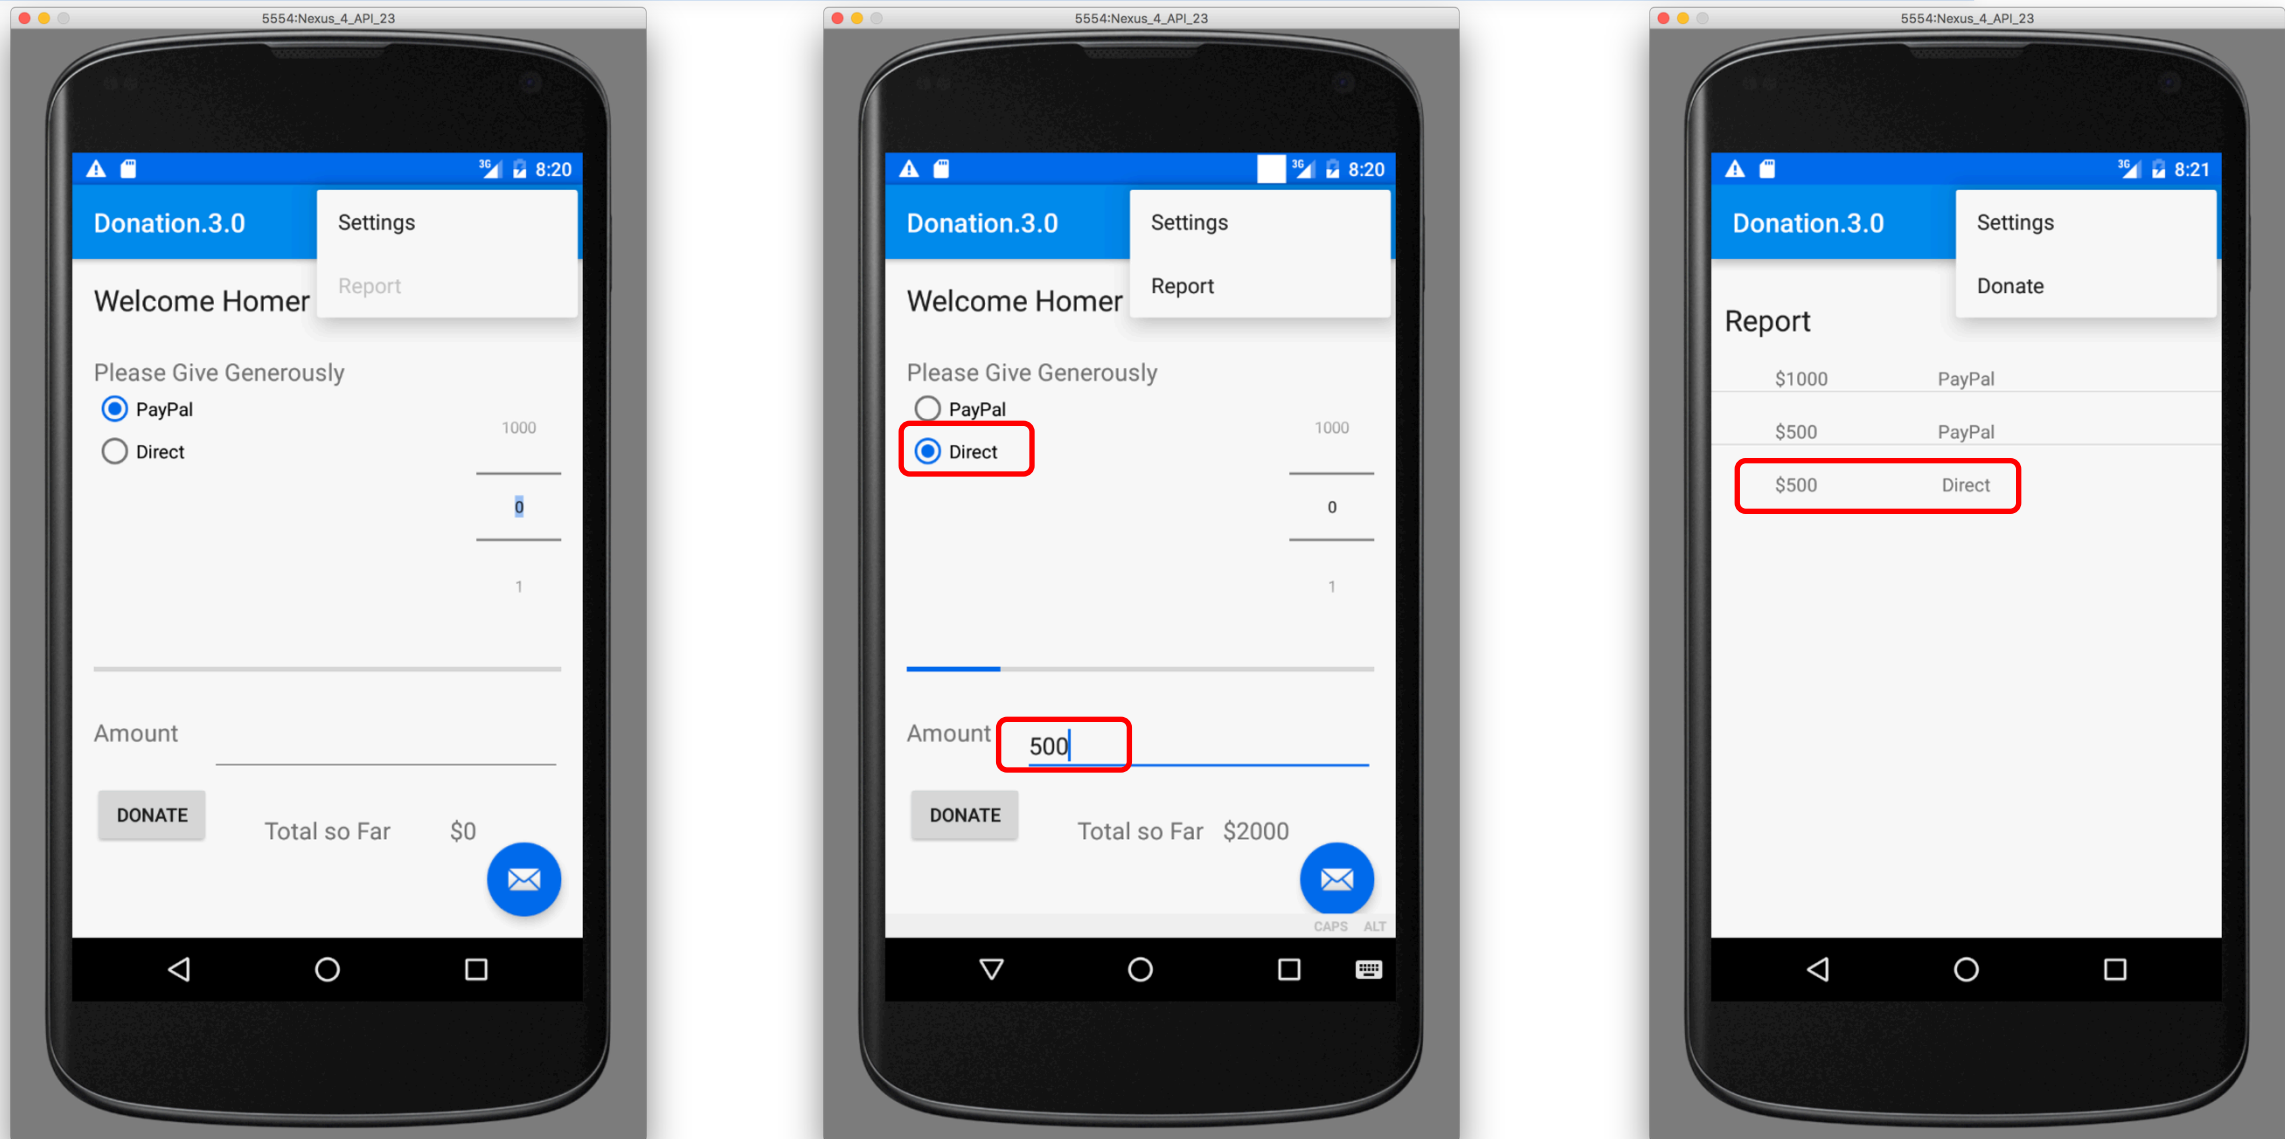 5554:Nexus_4_API_23
3G 8:20
Donation.3.0
Settings
Report
Welcome Homer
Please Give Generously
PayPal
Direct
1000
0
1
Amount
DONATE
Total so Far $0
5554:Nexus_4_API_23
3G 8:20
Donation.3.0
Settings
Report
Welcome Homer
Please Give Generously
PayPal
Direct
1000
0
1
Amount 500
DONATE
Total so Far $2000
CAPS ALT
5554:Nexus_4_API_23
3G 8:21
Donation.3.0
Settings
Donate
Report
$1000 PayPal
$500 PayPal
$500 Direct